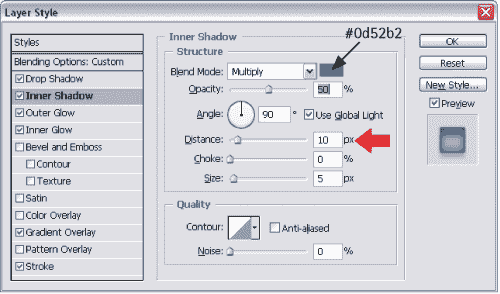 Layer Style
#0d52b2
Styles
Blending Options: Custom
Drop Shadow
Inner Shadow
Outer Glow
Inner Glow
Bevel and Emboss
Contour
Texture
Satin
Color Overlay
Gradient Overlay
Pattern Overlay
Stroke
Inner Shadow
Structure
Blend Mode: Multiply
Opacity: 50 %
Angle: 90 ° Use Global Light
Distance: 10 px
Choke: 0 %
Size: 5 px
Quality
Contour: Anti-aliased
Noise: 0 %
OK
Reset
New Style...
Preview